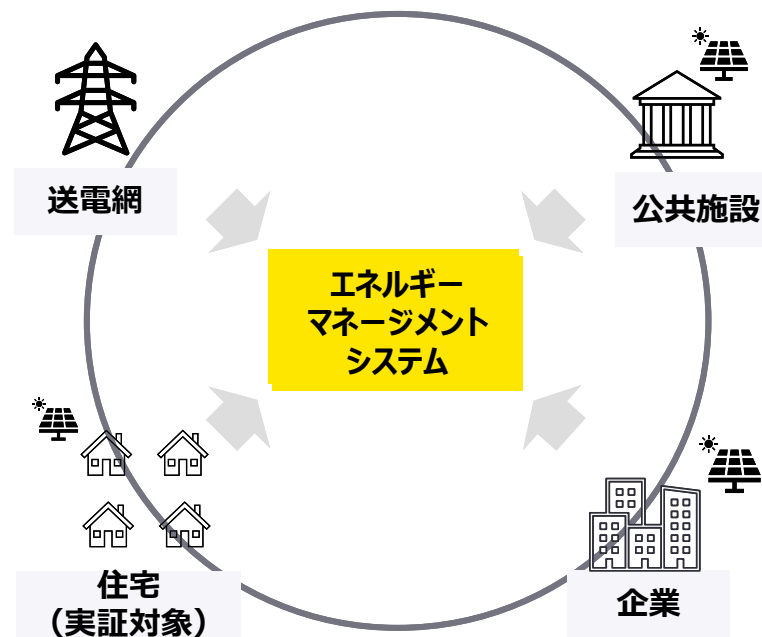 送電網
公共施設
エネルギー
マネージメント
システム
住宅
（実証対象）
企業